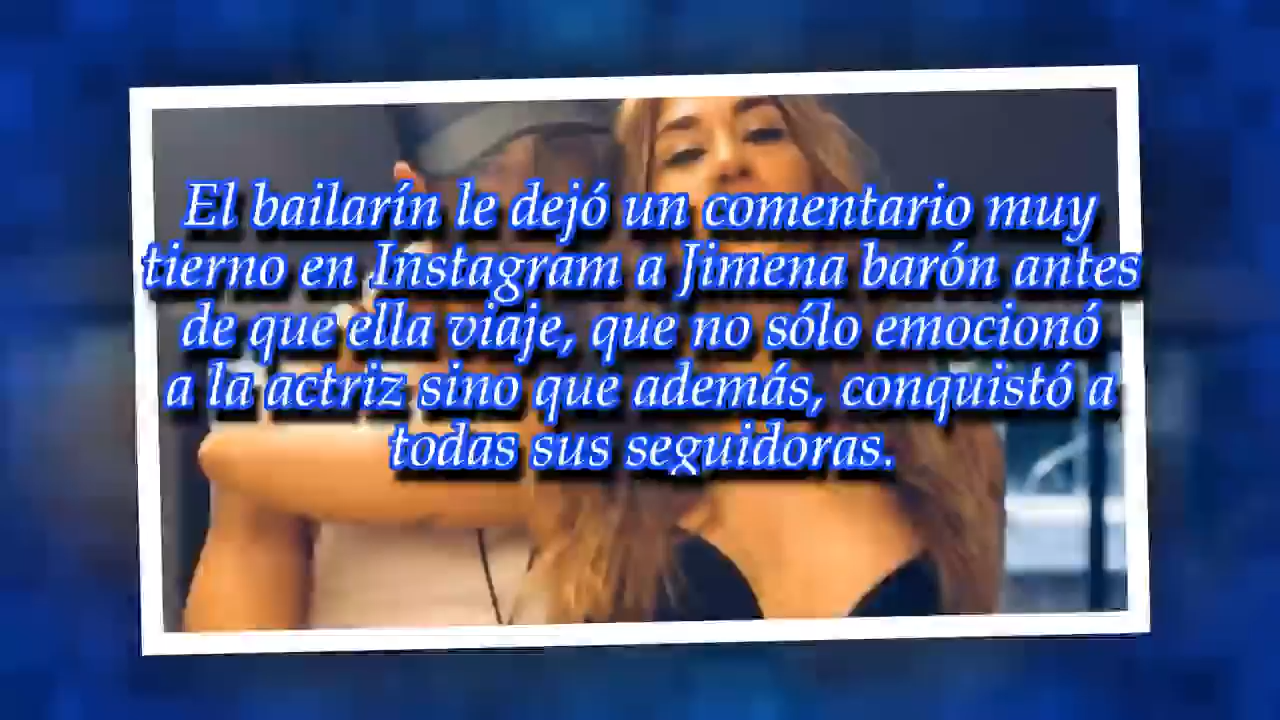 El bailarín le dejó un comentario muy
tierno en Instagram a Jimena barón antes
de que ella viaje, que no sólo emocionó
a la actriz sino que además, conquistó a
todas sus seguidoras.